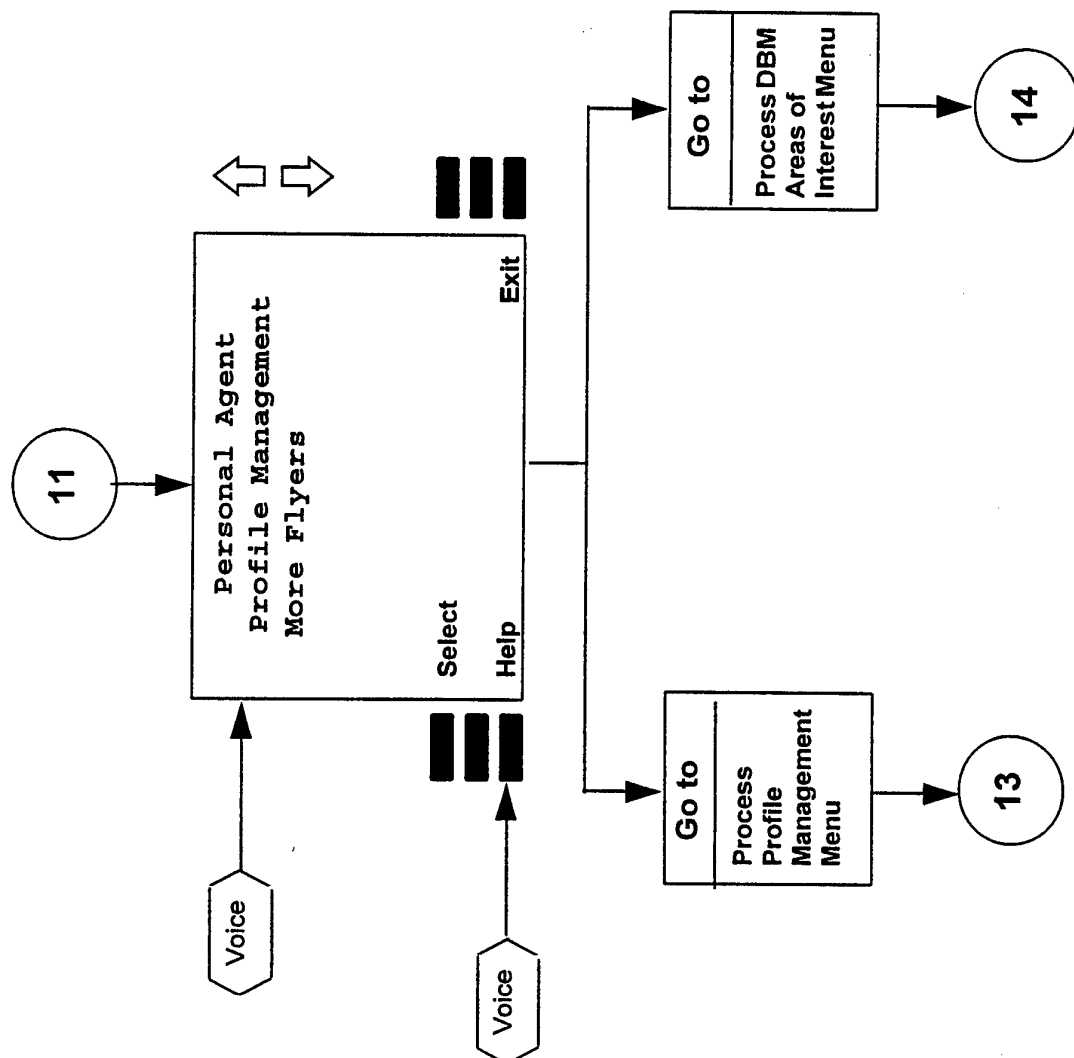 11
Voice
Personal Agent
Profile Management
More Flyers
Select
Help
Exit
Voice
Go to
Process
Profile
Management
Menu
Go to
Process DBM
Areas of
Interest Menu
13
14